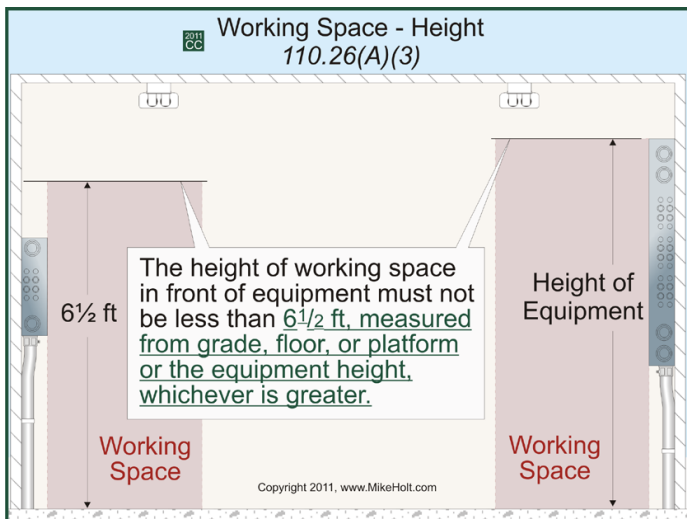 2011
CC
Working Space - Height
110.26(A)(3)
The height of working space
in front of equipment must not
be less than 6½ ft, measured
from grade, floor, or platform
or the equipment height,
whichever is greater.
6½ ft
Height of
Equipment
Working
Space
Working
Space
Copyright 2011, www.MikeHolt.com